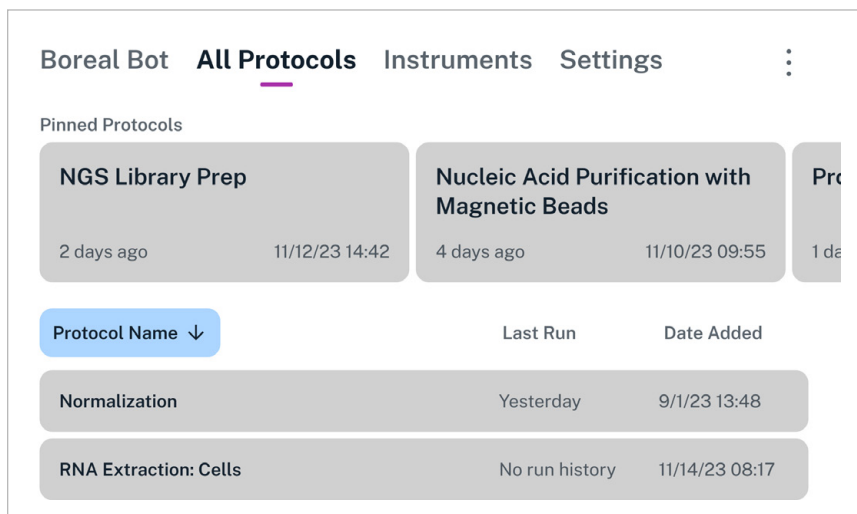 Boreal Bot All Protocols Instruments Settings
Pinned Protocols
NGS Library Prep
2 days ago 11/12/23 14:42
Nucleic Acid Purification with
Magnetic Beads
4 days ago 11/10/23 09:55
Protocol Name ↓ Last Run Date Added
Normalization Yesterday 9/1/23 13:48
RNA Extraction: Cells No run history 11/14/23 08:17